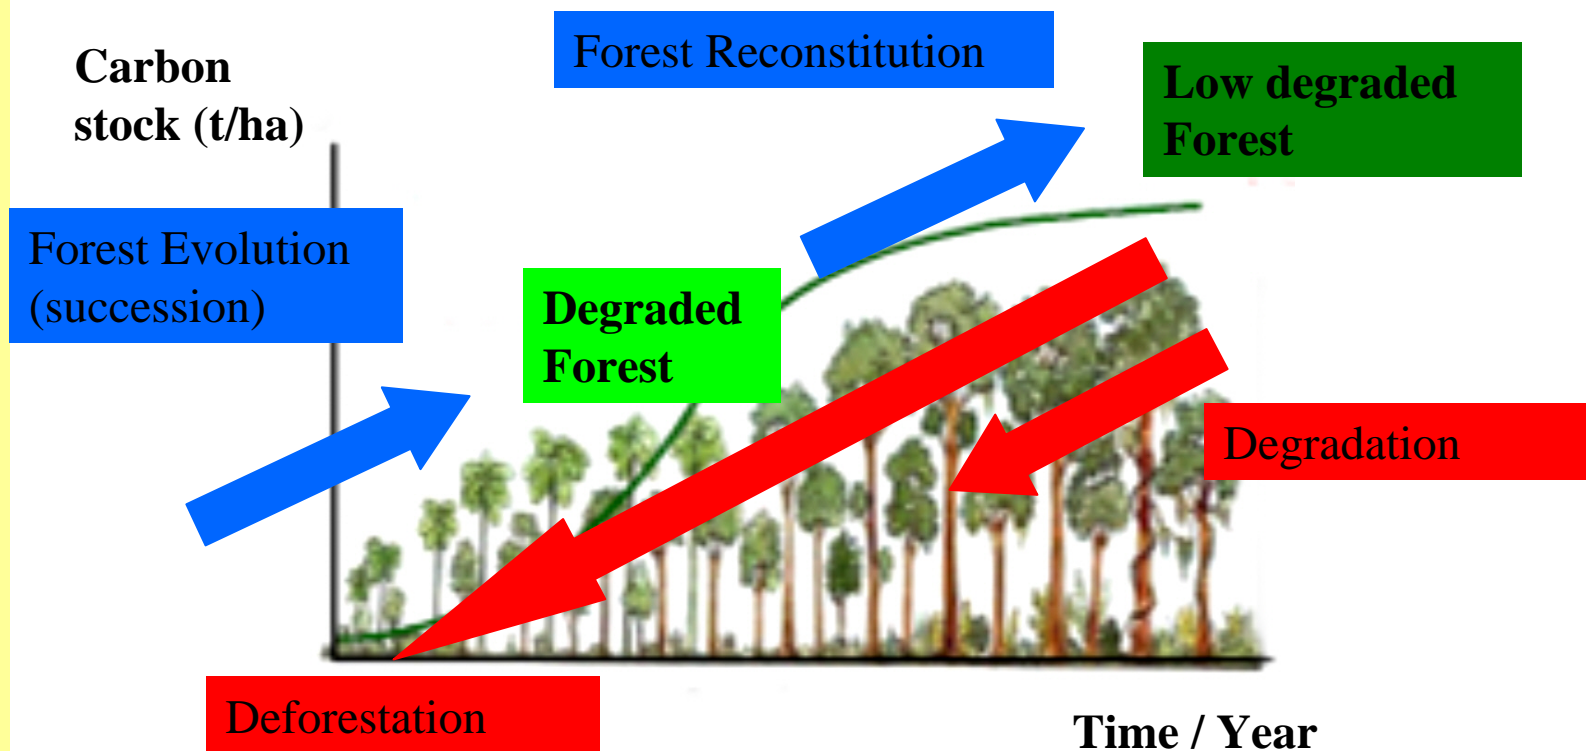 Carbon
stock (t/ha)
Forest Reconstitution
Low degraded
Forest
Forest Evolution
(succession)
Degraded
Forest
Degradation
Deforestation
Time / Year